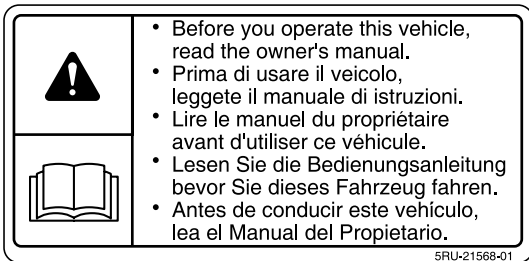 • Before you operate this vehicle,
read the owner's manual.
• Prima di usare il veicolo,
leggete il manuale di istruzioni.
• Lire le manuel du propriétaire
avant d'utiliser ce véhicule.
• Lesen Sie die Bedienungsanleitung
bevor Sie dieses Fahrzeug fahren.
• Antes de conducir este vehículo,
lea el Manual del Propietario.
5RU-21568-01